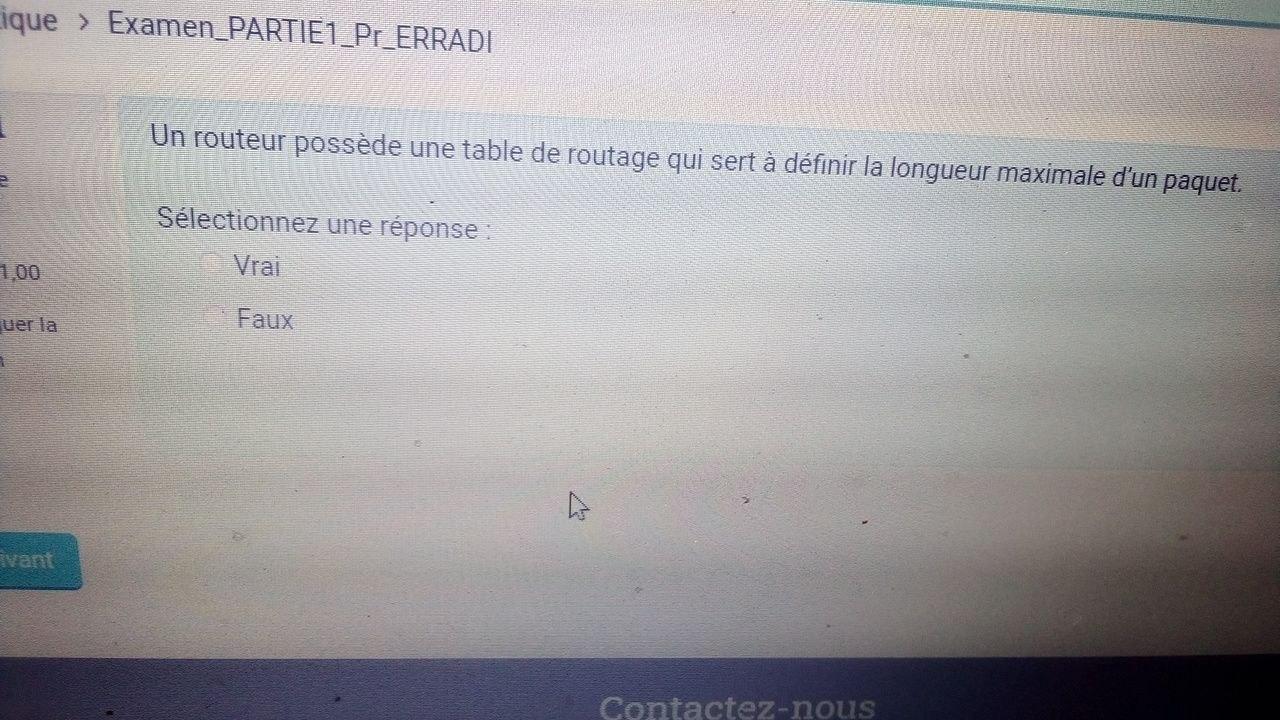 ique > Examen_PARTIE1_Pr_ERRADI
Un routeur possède une table de routage qui sert à définir la longueur maximale d'un paquet.
e
Sélectionnez une réponse :
1,00
Vrai
uer la
Faux
ivant
Contactez-nous